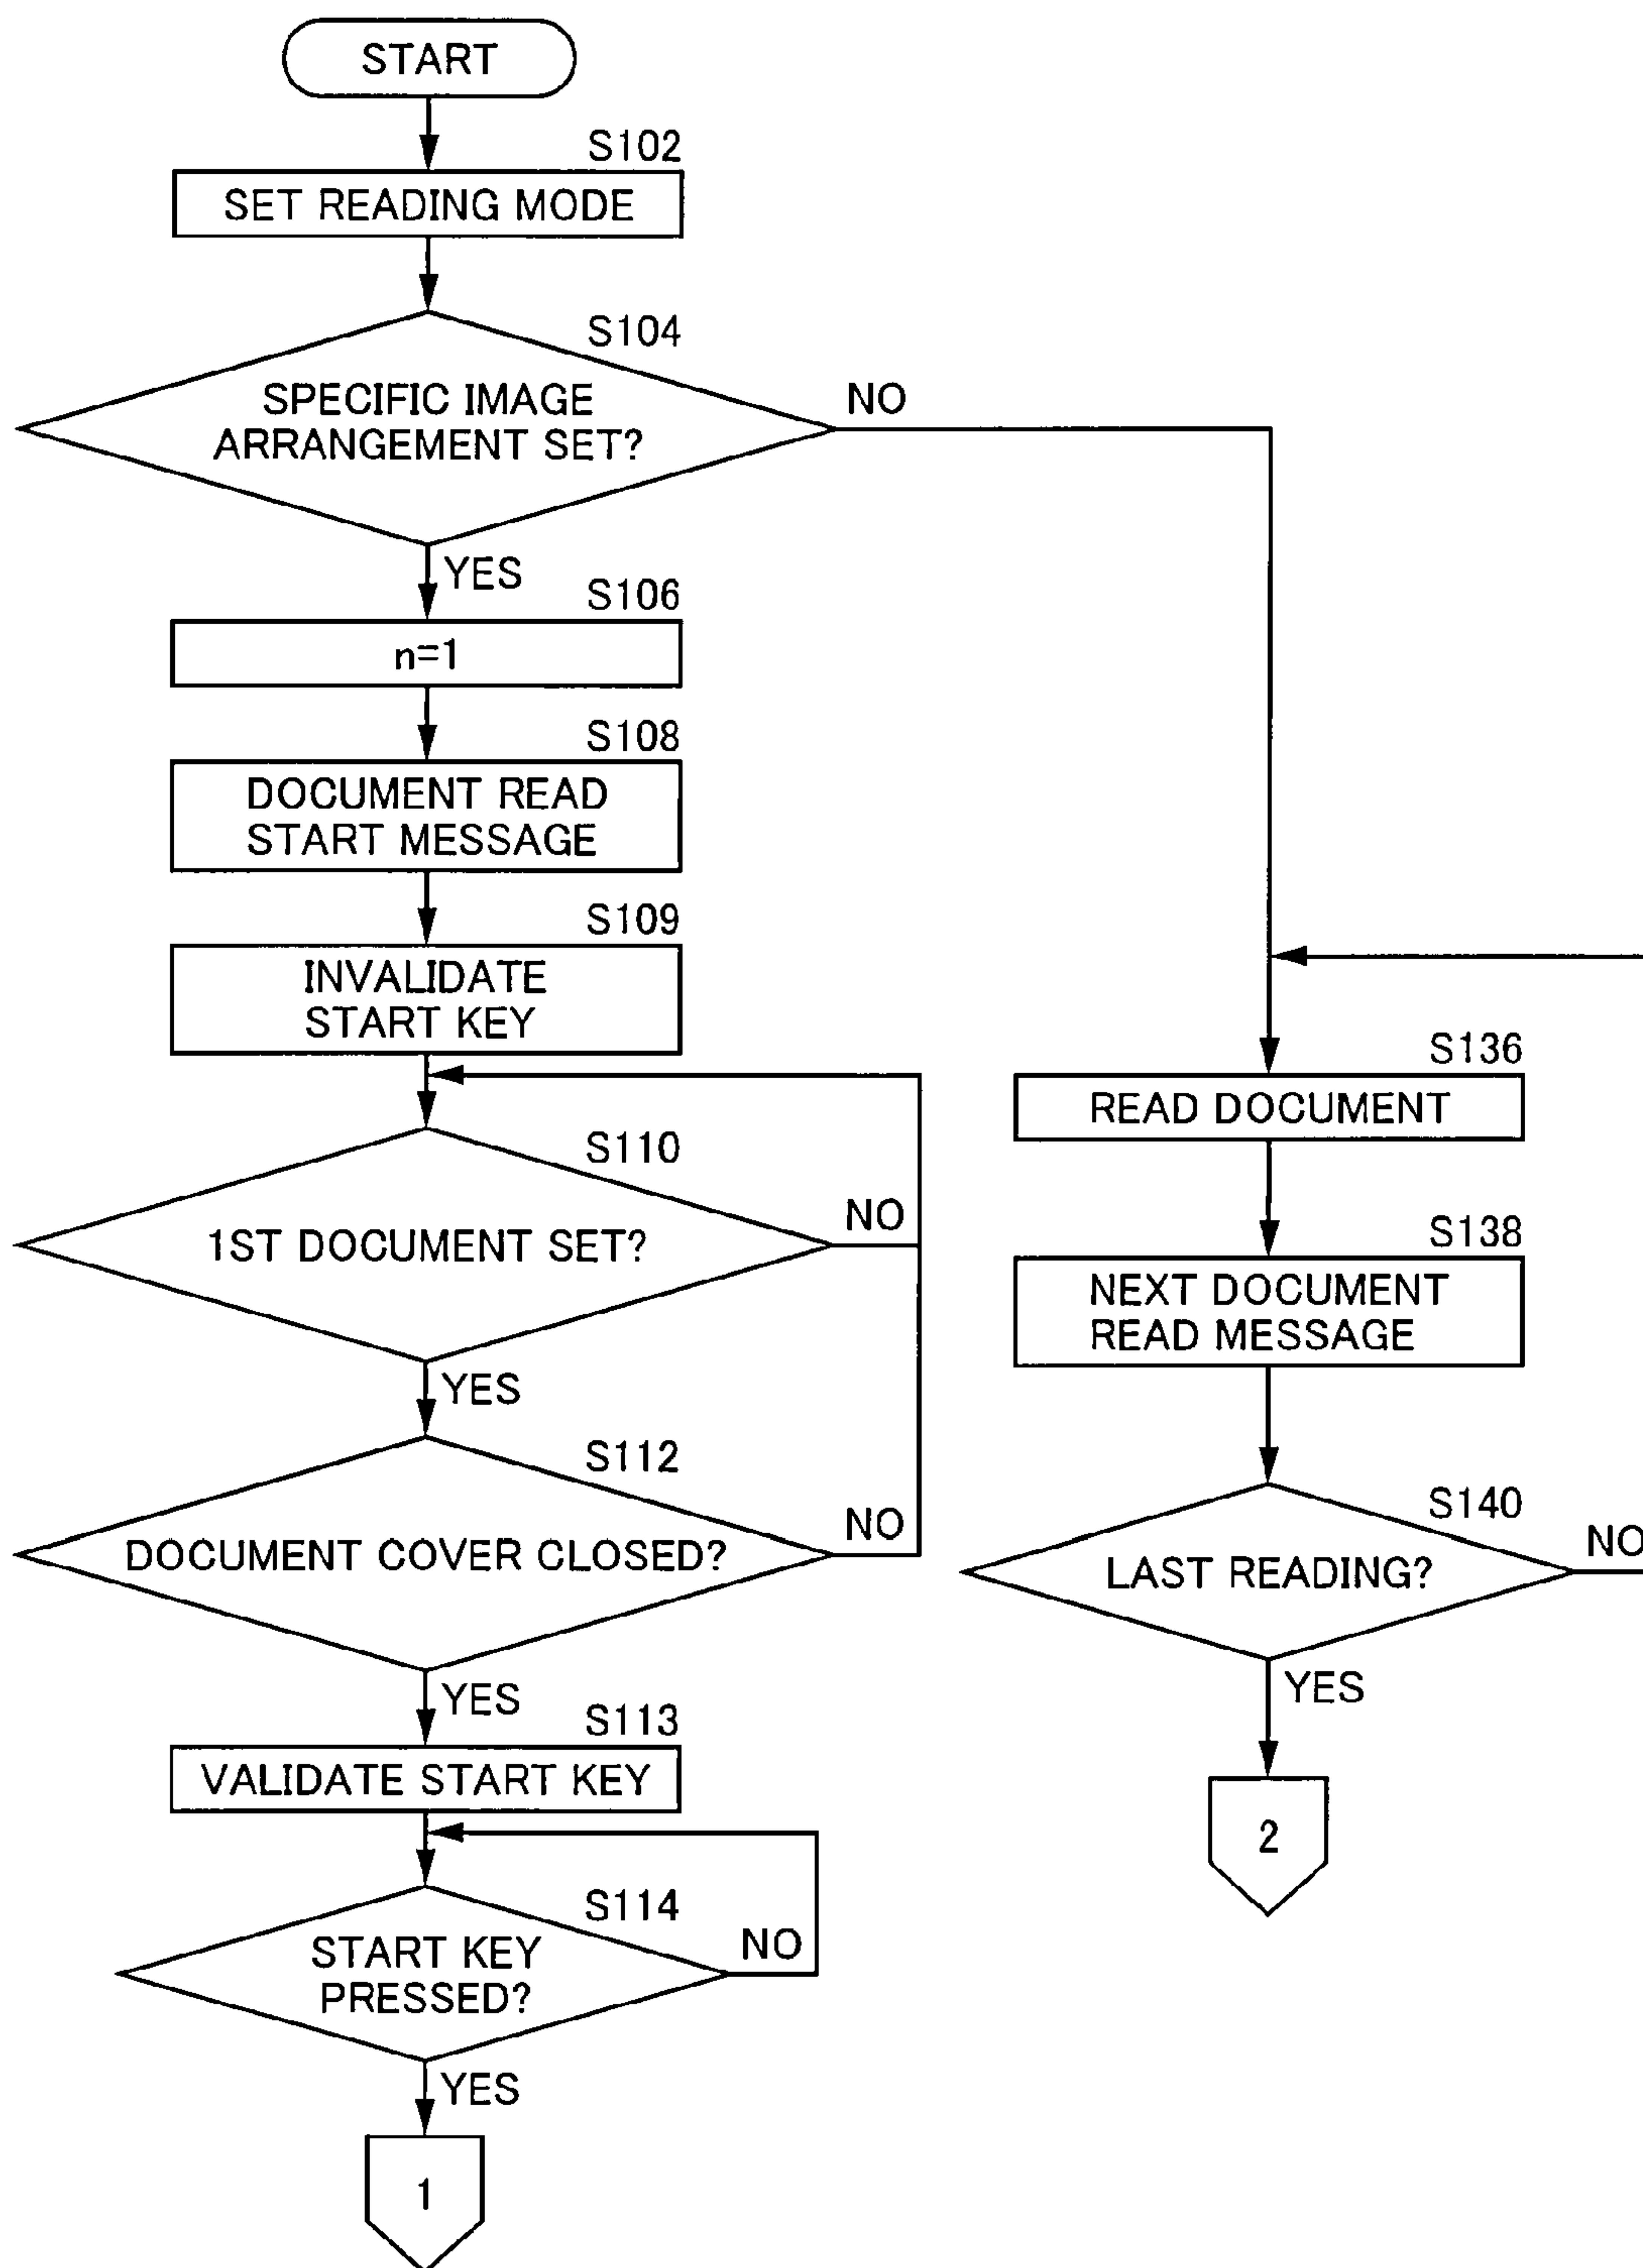 START
S102
SET READING MODE
S104
SPECIFIC IMAGE
ARRANGEMENT SET?
NO
YES
S106
n=1
S108
DOCUMENT READ
START MESSAGE
S109
INVALIDATE
START KEY
S110
1ST DOCUMENT SET?
NO
YES
S112
DOCUMENT COVER CLOSED?
NO
YES
S113
VALIDATE START KEY
S114
START KEY
PRESSED?
NO
YES
1
S136
READ DOCUMENT
S138
NEXT DOCUMENT
READ MESSAGE
S140
LAST READING?
NO
YES
2